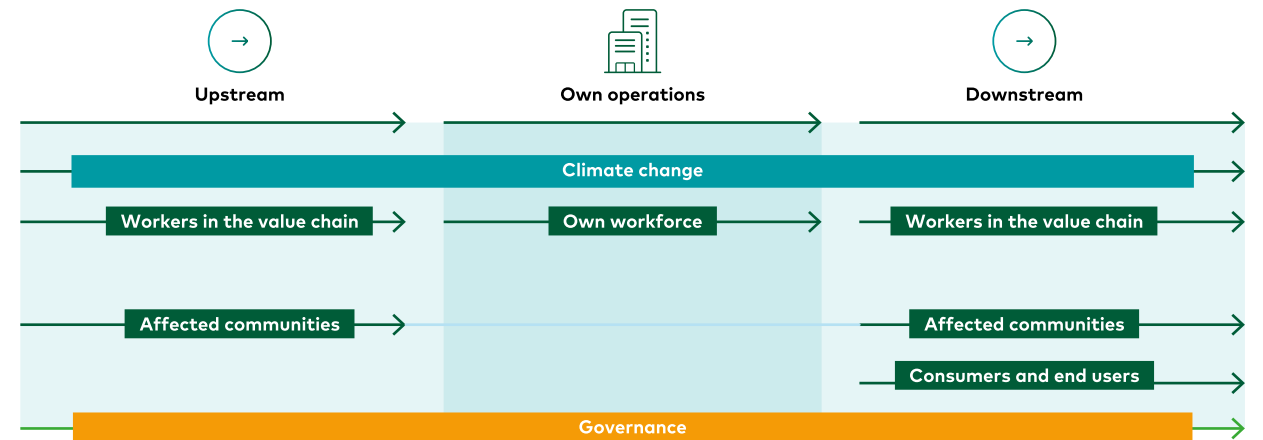 Upstream
Own operations
Downstream
Climate change
Workers in the value chain
Own workforce
Workers in the value chain
Affected communities
Affected communities
Consumers and end users
Governance